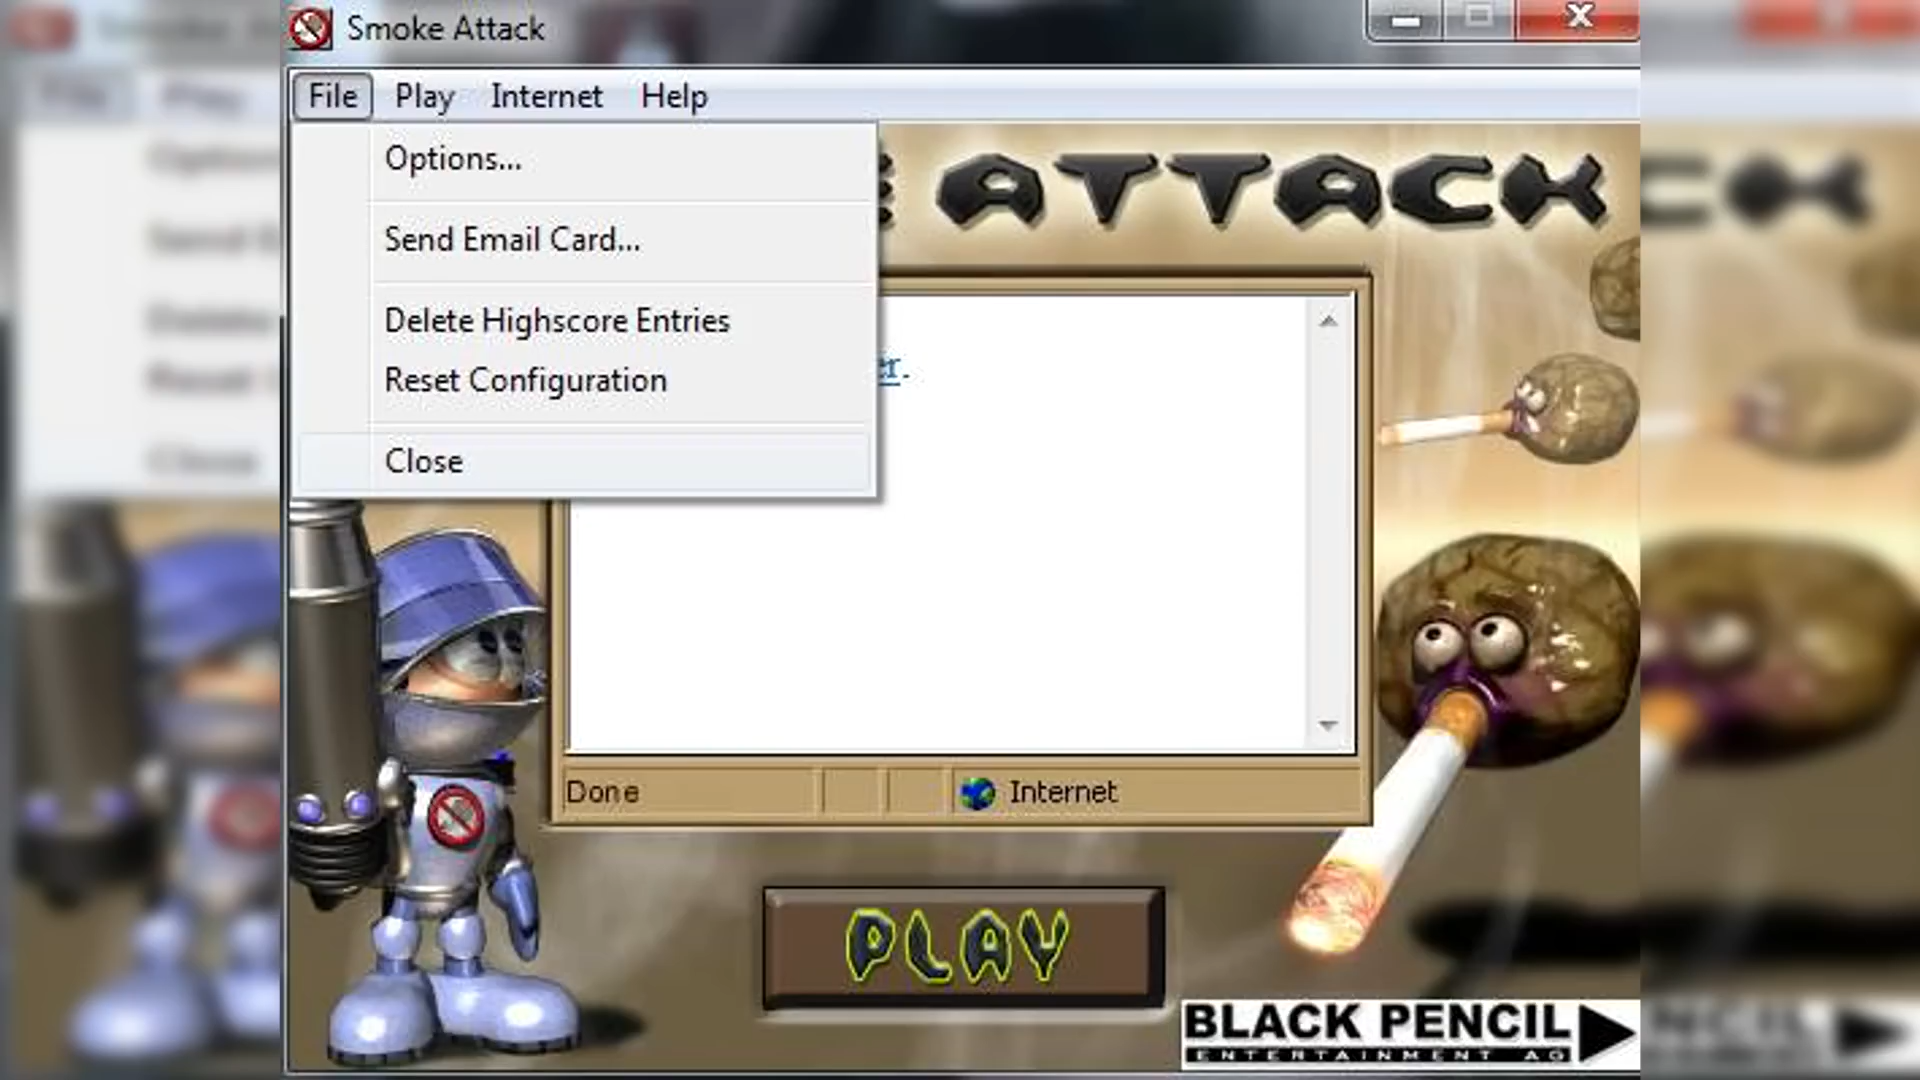 Smoke Attack
File Play Internet Help
Options...
Send Email Card...
Delete Highscore Entries
Reset Configuration
Close
ATTACK
Done
Internet
PLAY
BLACK PENCIL
ENTERTAINMENT AG